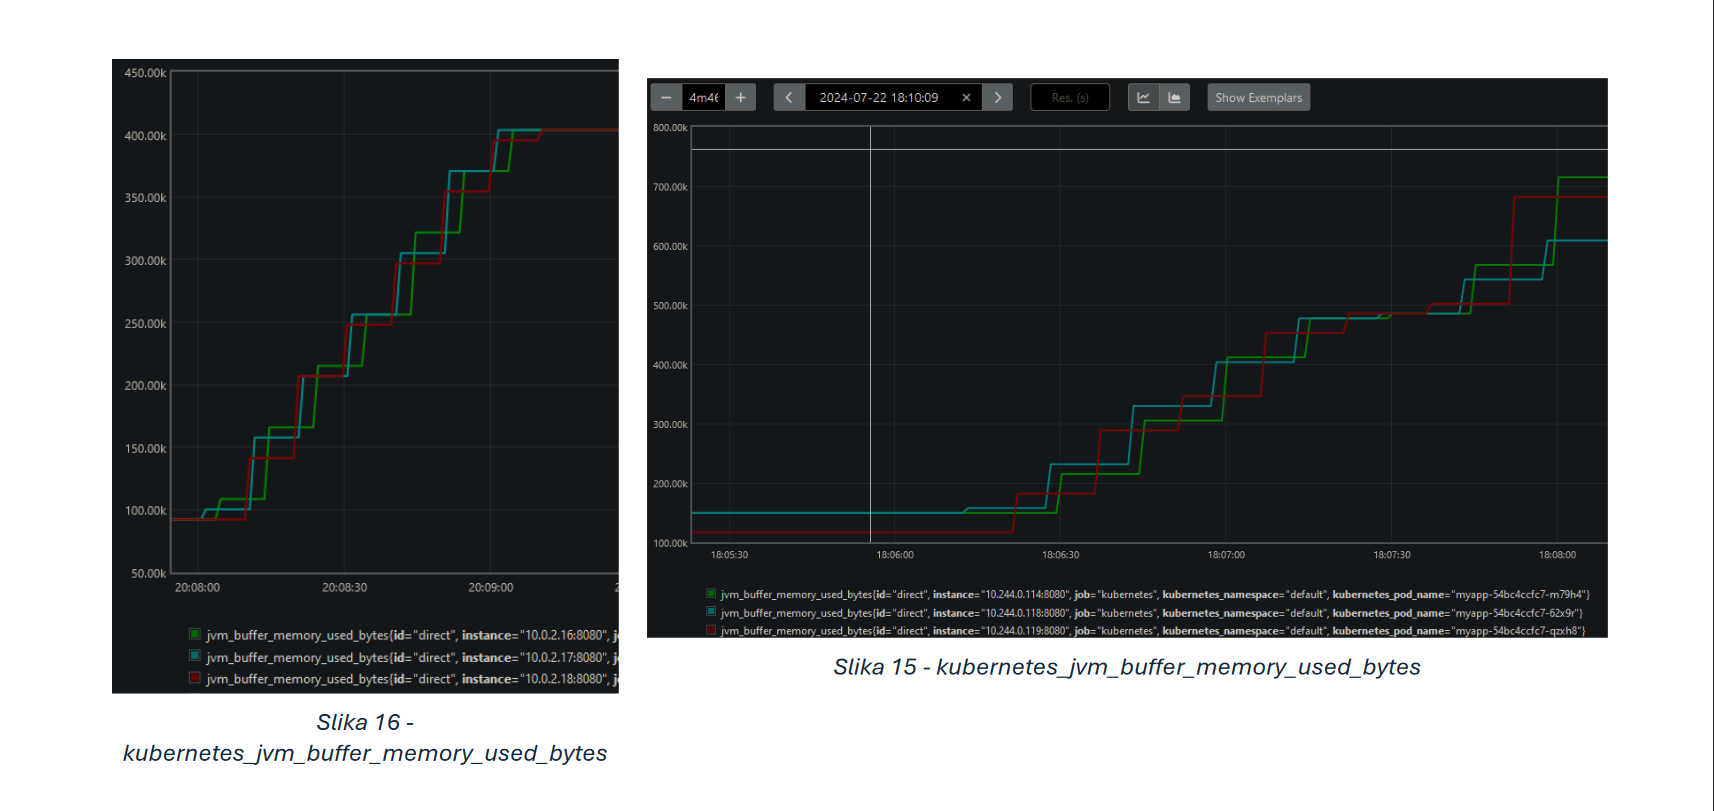 450.00k
400.00k
350.00k
300.00k
250.00k
200.00k
150.00k
100.00k
50.00k
20:08:00 20:08:30 20:09:00 2
jvm_buffer_memory_used_bytes{id="direct", instance="10.0.2.16:8080", j
jvm_buffer_memory_used_bytes{id="direct", instance="10.0.2.17:8080", j
jvm_buffer_memory_used_bytes{id="direct", instance="10.0.2.18:8080", j
Slika 16 -
kubernetes_jvm_buffer_memory_used_bytes
− 4m46 + < 2024-07-22 18:10:09 × > Res. (s) Show Exemplars
800.00k
700.00k
600.00k
500.00k
400.00k
300.00k
200.00k
100.00k
18:05:30 18:06:00 18:06:30 18:07:00 18:07:30 18:08:00
jvm_buffer_memory_used_bytes{id="direct", instance="10.244.0.114:8080", job="kubernetes", kubernetes_namespace="default", kubernetes_pod_name="myapp-54bc4ccfc7-m79h4"}
jvm_buffer_memory_used_bytes{id="direct", instance="10.244.0.118:8080", job="kubernetes", kubernetes_namespace="default", kubernetes_pod_name="myapp-54bc4ccfc7-62x9r"}
jvm_buffer_memory_used_bytes{id="direct", instance="10.244.0.119:8080", job="kubernetes", kubernetes_namespace="default", kubernetes_pod_name="myapp-54bc4ccfc7-qzxh8"}
Slika 15 - kubernetes_jvm_buffer_memory_used_bytes